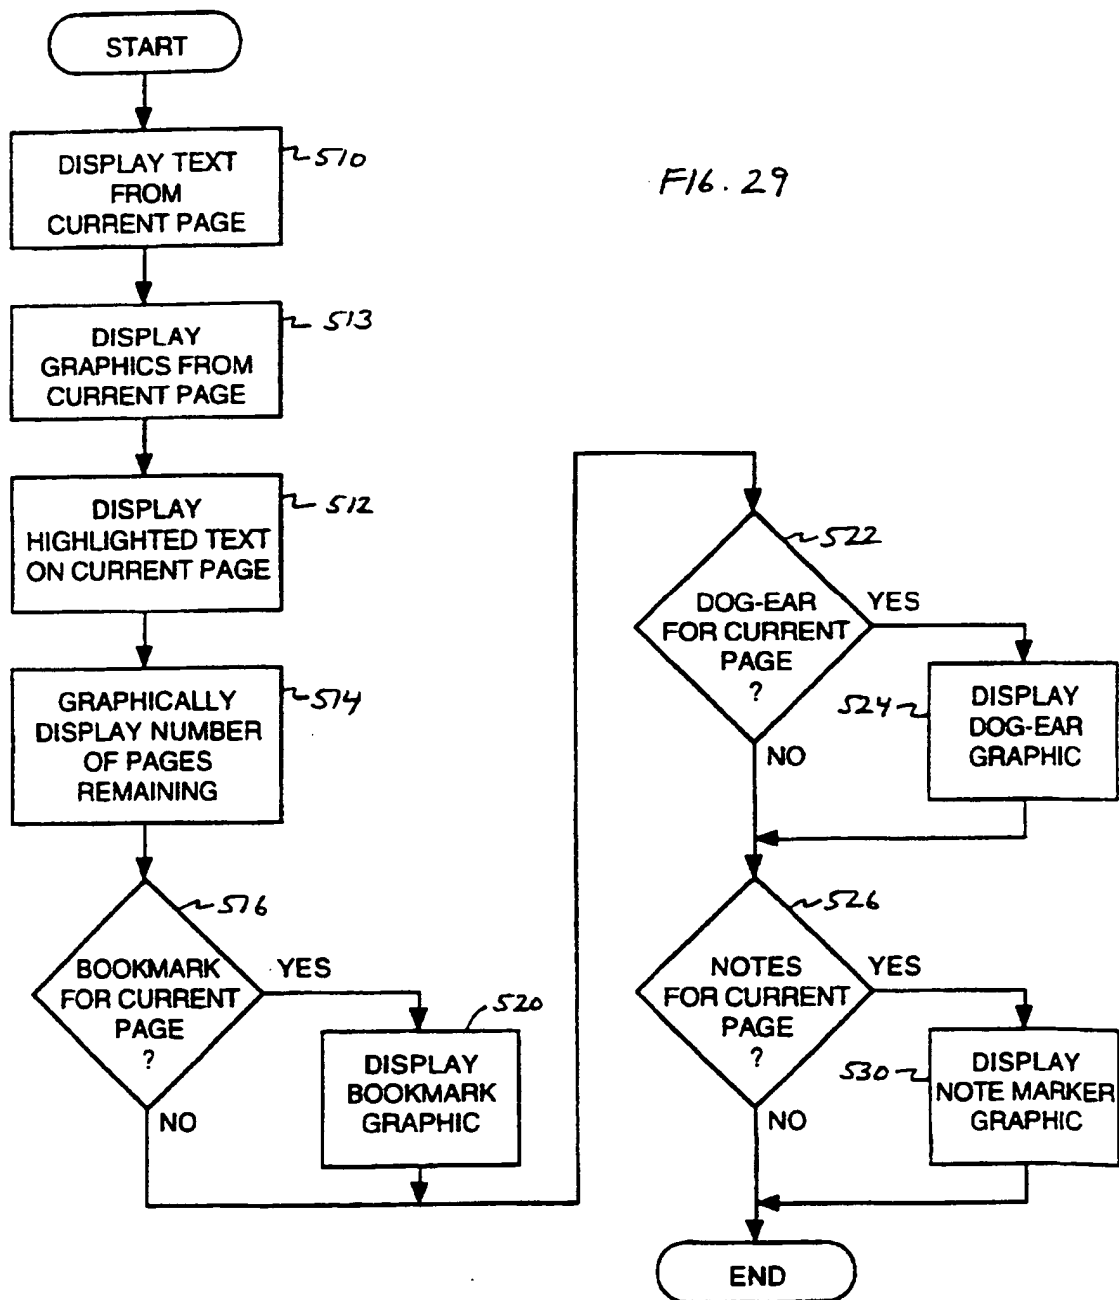 START
DISPLAY TEXT
FROM
CURRENT PAGE
510
FIG. 29
DISPLAY
GRAPHICS FROM
CURRENT PAGE
513
DISPLAY
HIGHLIGHTED TEXT
ON CURRENT PAGE
512
GRAPHICALLY
DISPLAY NUMBER
OF PAGES
REMAINING
514
516
BOOKMARK
FOR CURRENT
PAGE
?
YES
NO
520
DISPLAY
BOOKMARK
GRAPHIC
522
DOG-EAR
FOR CURRENT
PAGE
?
YES
NO
524
DISPLAY
DOG-EAR
GRAPHIC
526
NOTES
FOR CURRENT
PAGE
?
YES
NO
530
DISPLAY
NOTE MARKER
GRAPHIC
END